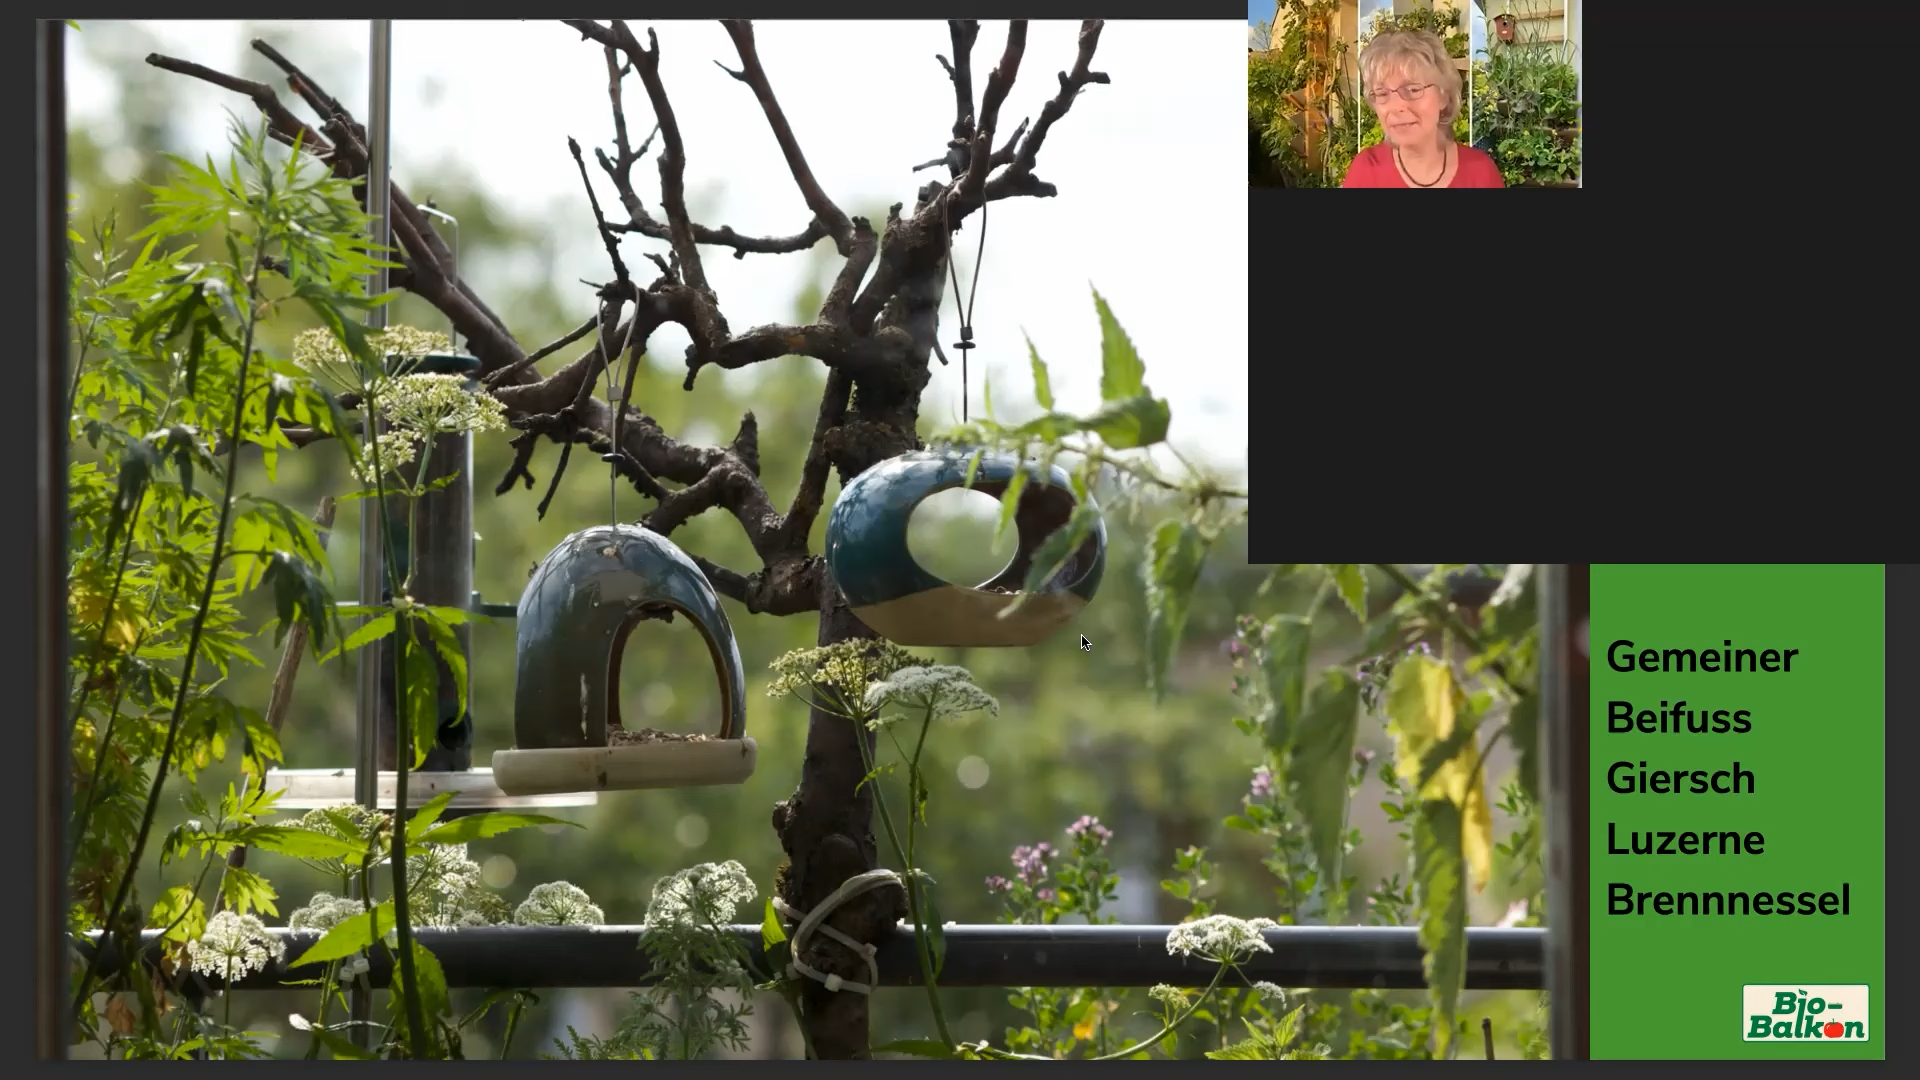 Gemeiner
Beifuss
Giersch
Luzerne
Brennnessel
Bio-
Balkon